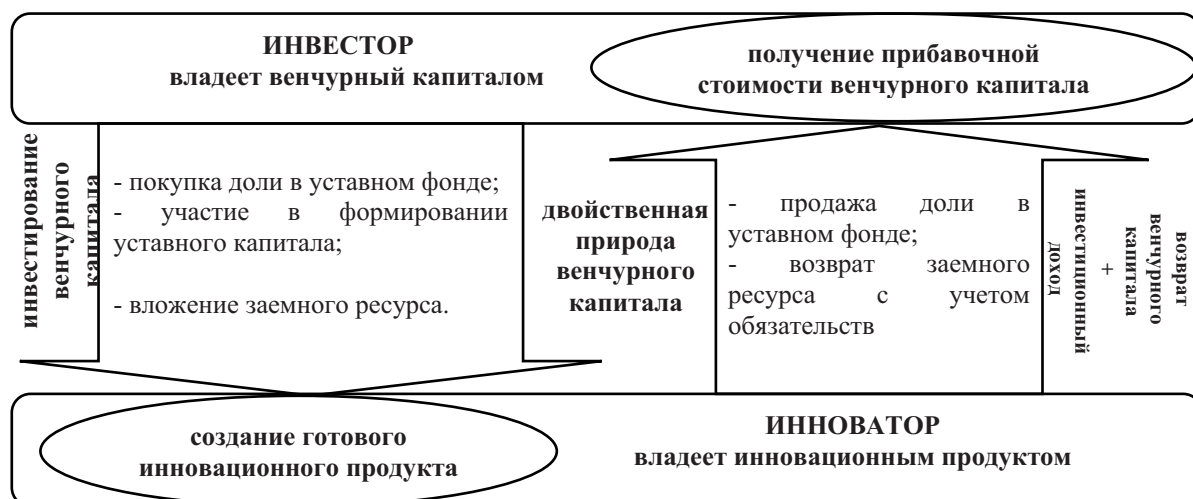 ИНВЕСТОР
владеет венчурный капиталом
получение прибавочной
стоимости венчурного капитала
инвестирование
венчурного
капитала
- покупка доли в уставном фонде;
- участие в формировании
уставного капитала;
- вложение заемного ресурса.
двойственная
природа
венчурного
капитала
- продажа доли в
уставном фонде;
- возврат заемного
ресурса с учетом
обязательств
возврат
венчурного
капитала
+
инвестиционный
доход
создание готового
инновационного продукта
ИННОВАТОР
владеет инновационным продуктом